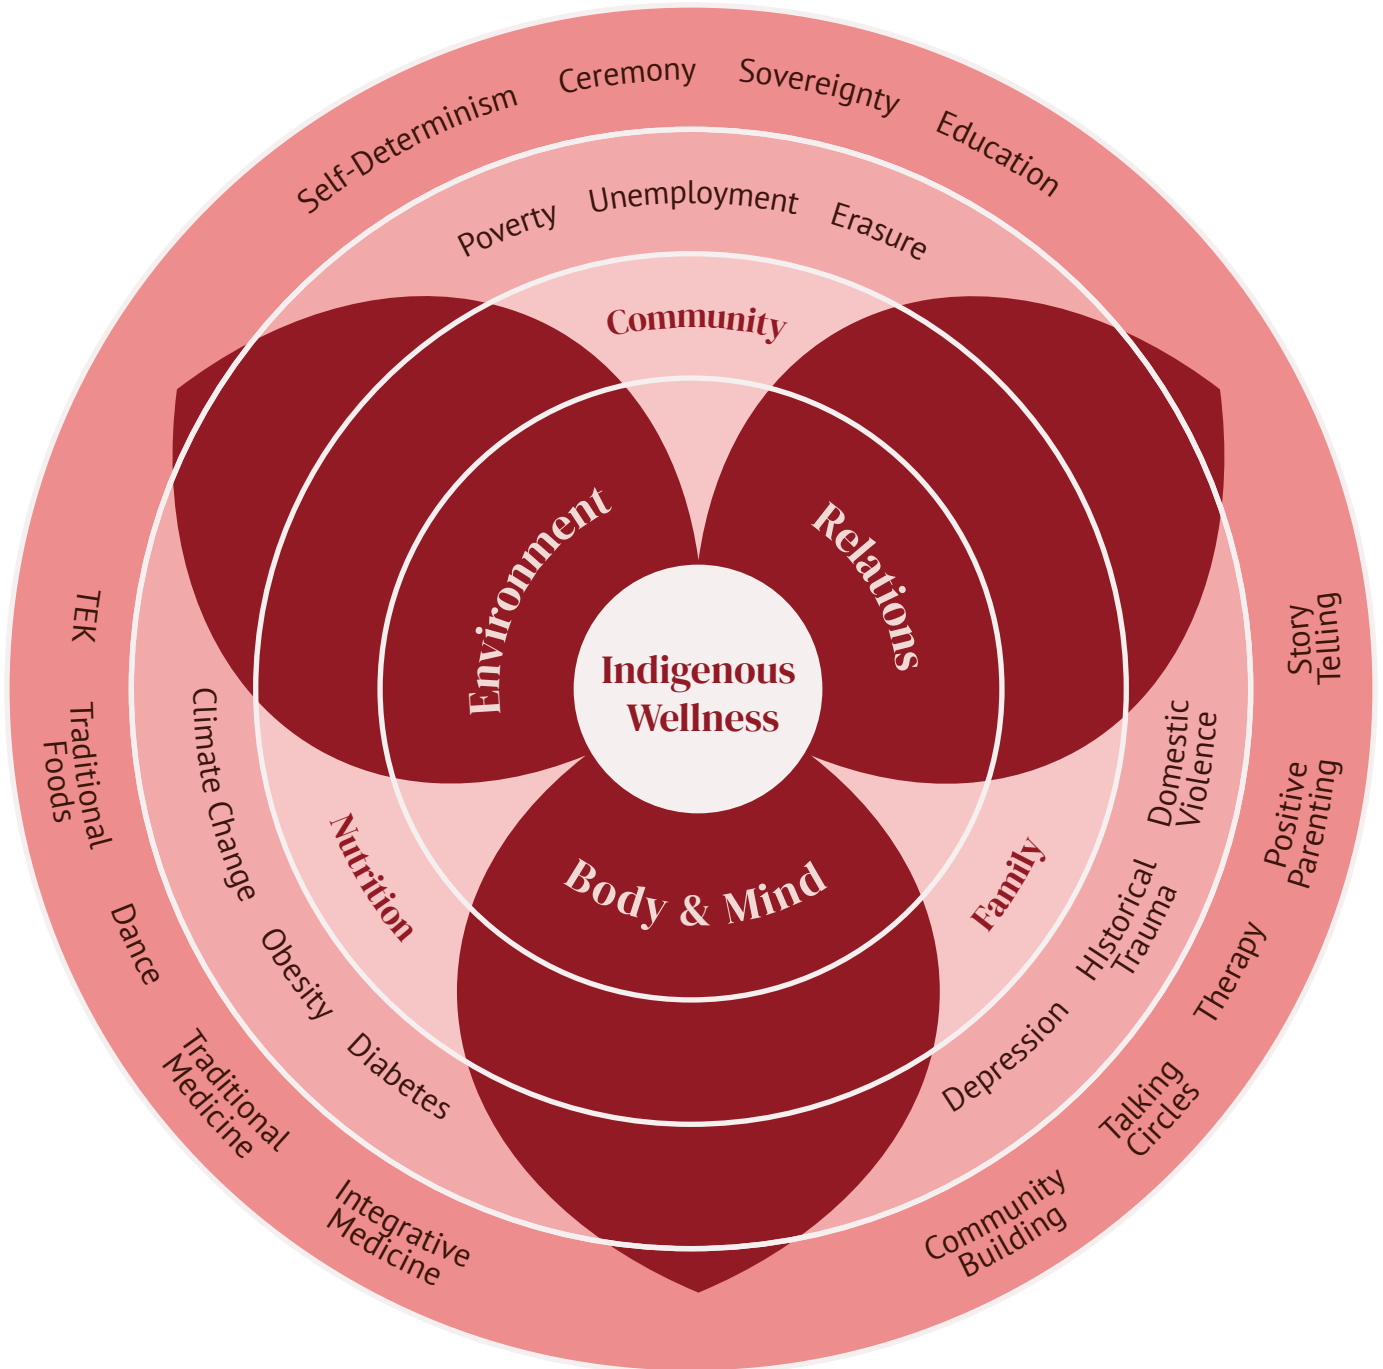 Self-Determinism
Ceremony
Sovereignty
Education
Poverty
Unemployment
Erasure
Community
Environment
Relations
Indigenous
Wellness
Body & Mind
Nutrition
Family
Climate Change
Obesity
Diabetes
Domestic
Violence
HIstorical
Trauma
Depression
TEK
Traditional
Foods
Dance
Traditional
Medicine
Integrative
Medicine
Story
Telling
Positive
Parenting
Therapy
Talking
Circles
Community
Building